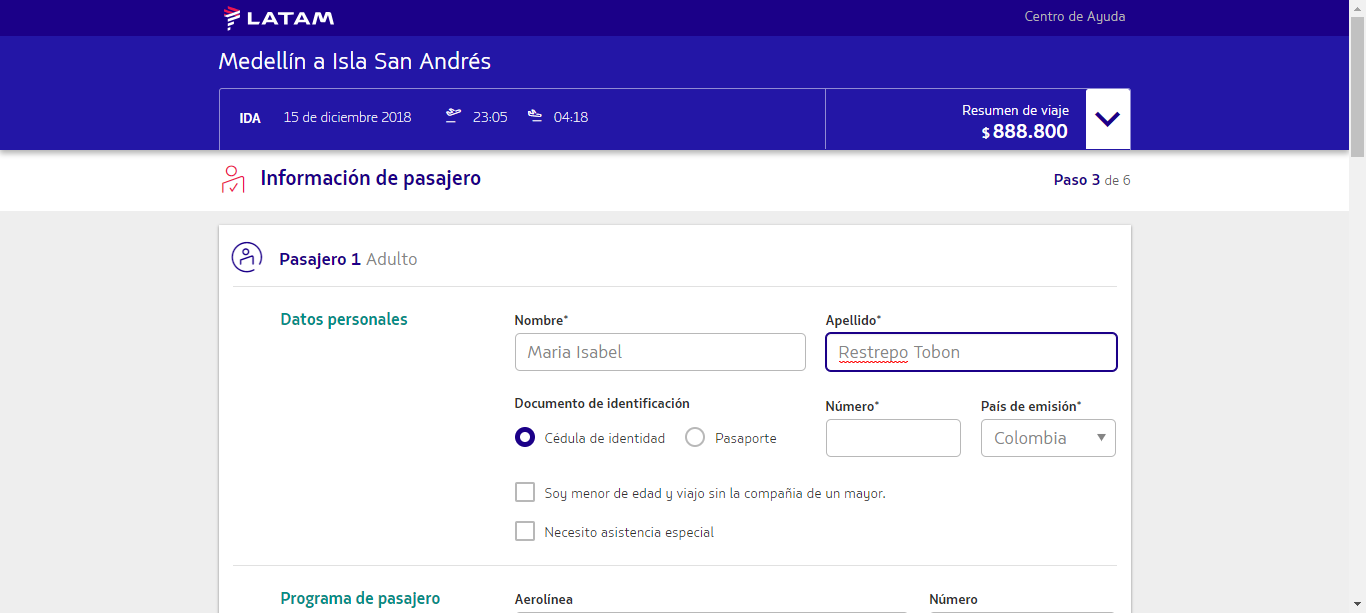 LATAM
Centro de Ayuda
Medellín a Isla San Andrés
IDA 15 de diciembre 2018 23:05 04:18
Resumen de viaje
$ 888.800
Información de pasajero
Paso 3 de 6
Pasajero 1 Adulto
Datos personales
Nombre*
Apellido*
Maria Isabel
Restrepo Tobon
Documento de identificación
Número*
País de emisión*
Cédula de identidad
Pasaporte
Colombia
Soy menor de edad y viajo sin la compañia de un mayor.
Necesito asistencia especial
Programa de pasajero
Aerolínea
Número